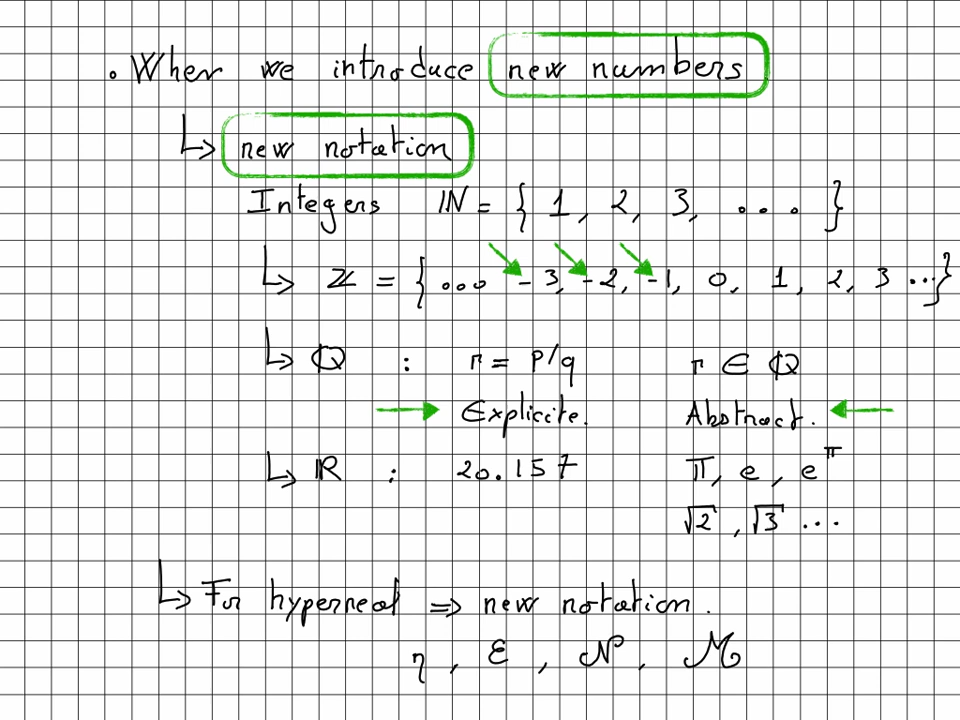 • When we introduce new numbers
↳ new notation
Integers ℕ = { 1, 2, 3, ... }
↳ ℤ = { ... -3, -2, -1, 0, 1, 2, 3 ... }
↳ ℚ : r = p/q r ∈ ℚ
→ Explicite. Abstract. ←
↳ ℝ : 20.157 π, e, e^π
√2, √3 ...
↳ For hyperreal ⇒ new notation.
η, ε, 𝒩, ℳ